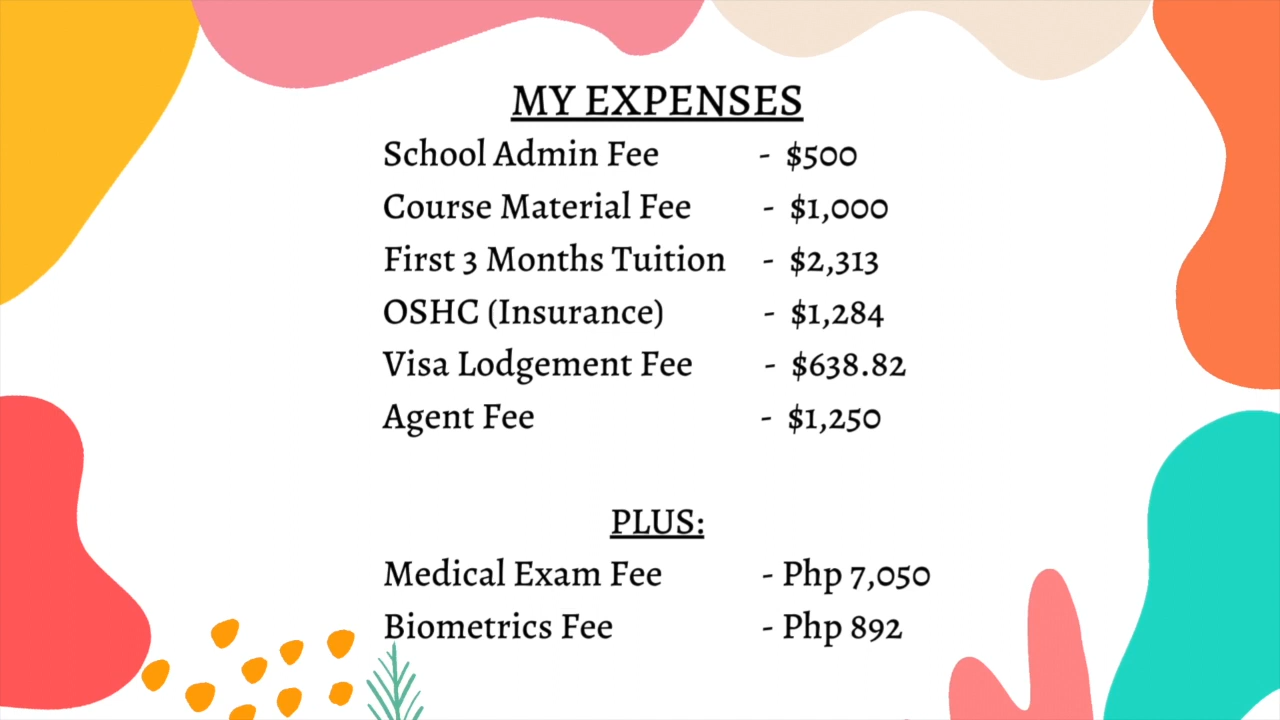 MY EXPENSES
School Admin Fee - $500
Course Material Fee - $1,000
First 3 Months Tuition - $2,313
OSHC (Insurance) - $1,284
Visa Lodgement Fee - $638.82
Agent Fee - $1,250
PLUS:
Medical Exam Fee - Php 7,050
Biometrics Fee - Php 892